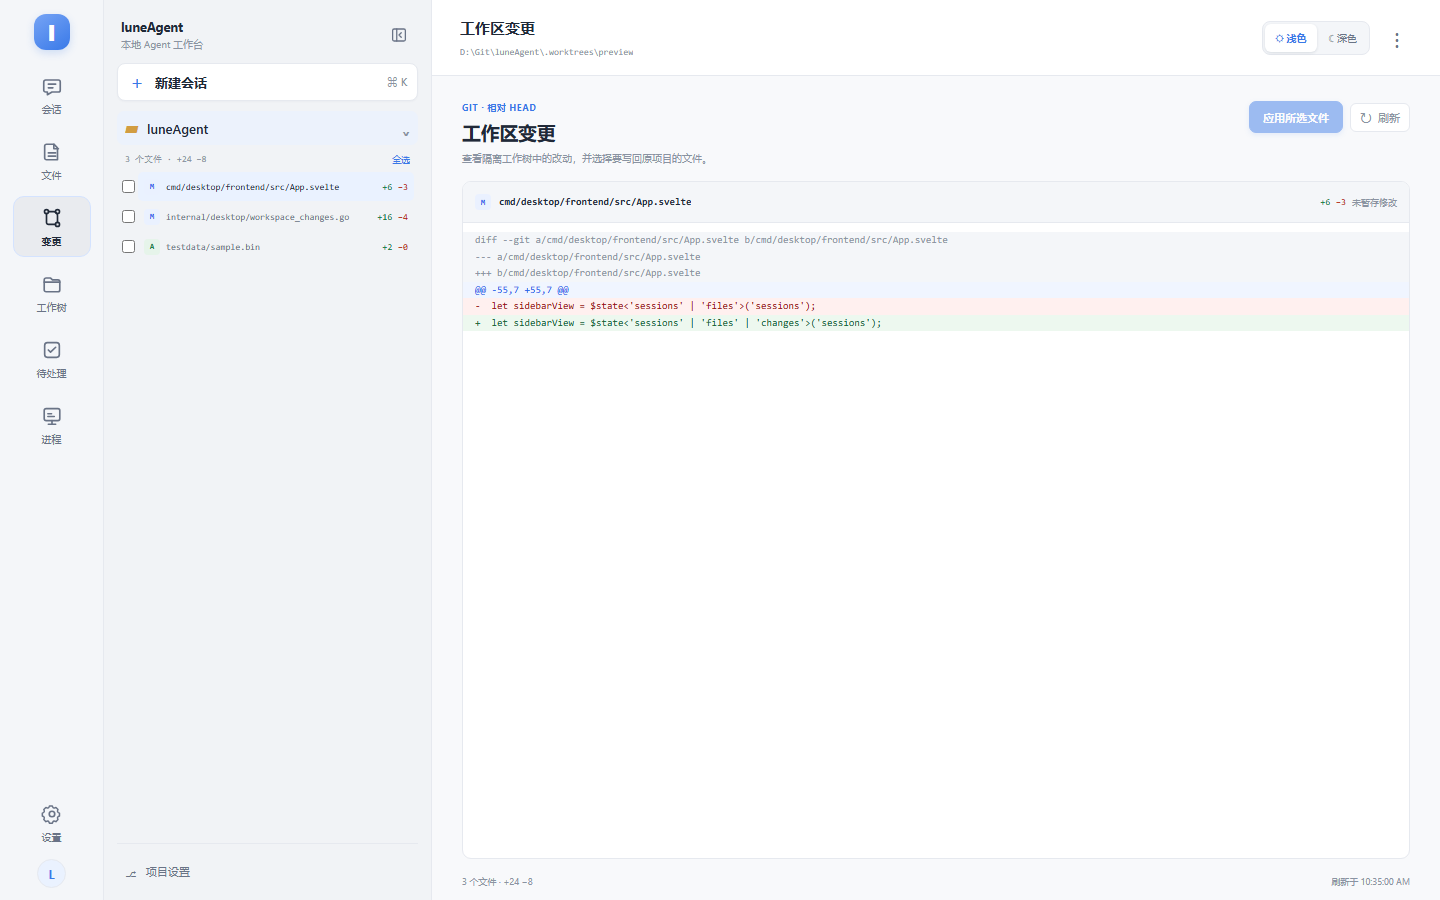 会话
文件
变更
工作树
待处理
进程
设置
L
luneAgent
本地 Agent 工作台
+ 新建会话 ⌘ K
luneAgent
3 个文件 · +24 −8 全选
M cmd/desktop/frontend/src/App.svelte +6 −3
M internal/desktop/workspace_changes.go +16 −4
A testdata/sample.bin +2 −0
项目设置
工作区变更
D:\Git\luneAgent\.worktrees\preview
浅色 深色
GIT · 相对 HEAD
工作区变更
查看隔离工作树中的改动，并选择要写回原项目的文件。
应用所选文件 刷新
M cmd/desktop/frontend/src/App.svelte +6 −3 未暂存修改
diff --git a/cmd/desktop/frontend/src/App.svelte b/cmd/desktop/frontend/src/App.svelte
--- a/cmd/desktop/frontend/src/App.svelte
+++ b/cmd/desktop/frontend/src/App.svelte
@@ -55,7 +55,7 @@
- let sidebarView = $state<'sessions' | 'files'>('sessions');
+ let sidebarView = $state<'sessions' | 'files' | 'changes'>('sessions');
3 个文件 · +24 −8
刷新于 10:35:00 AM